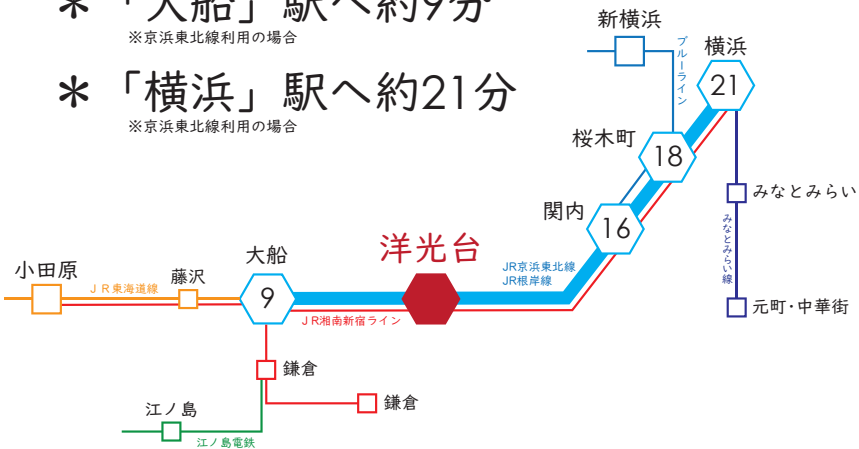 ＊「大船」駅へ約9分
※京浜東北線利用の場合
＊「横浜」駅へ約21分
※京浜東北線利用の場合
新横浜
ブルーライン
横浜
21
桜木町
18
関内
16
みなとみらい
みなとみらい線
元町・中華街
洋光台
JR京浜東北線
JR根岸線
大船
9
小田原
JR東海道線
藤沢
JR湘南新宿ライン
鎌倉
鎌倉
江ノ島
江ノ島電鉄